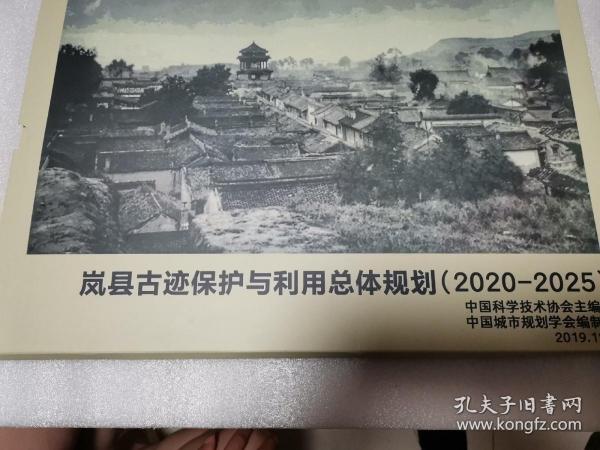 岚县古迹保护与利用总体规划(2020-2025)
中国科学技术协会主编
中国城市规划学会编制
2019.1
孔夫子旧书网
www.kongfz.com